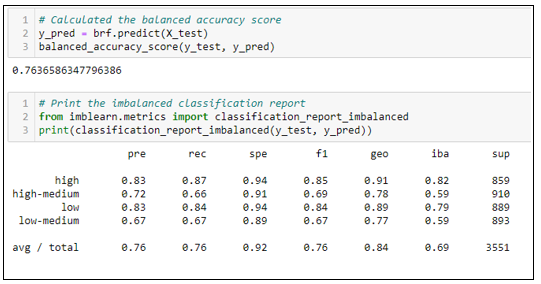 1 # Calculated the balanced accuracy score
2 y_pred = brf.predict(X_test)
3 balanced_accuracy_score(y_test, y_pred)
0.7636586347796386
1 # Print the imbalanced classification report
2 from imblearn.metrics import classification_report_imbalanced
3 print(classification_report_imbalanced(y_test, y_pred))
pre rec spe f1 geo iba sup
high 0.83 0.87 0.94 0.85 0.91 0.82 859
high-medium 0.72 0.66 0.91 0.69 0.78 0.59 910
low 0.83 0.84 0.94 0.84 0.89 0.79 889
low-medium 0.67 0.67 0.89 0.67 0.77 0.59 893
avg / total 0.76 0.76 0.92 0.76 0.84 0.69 3551